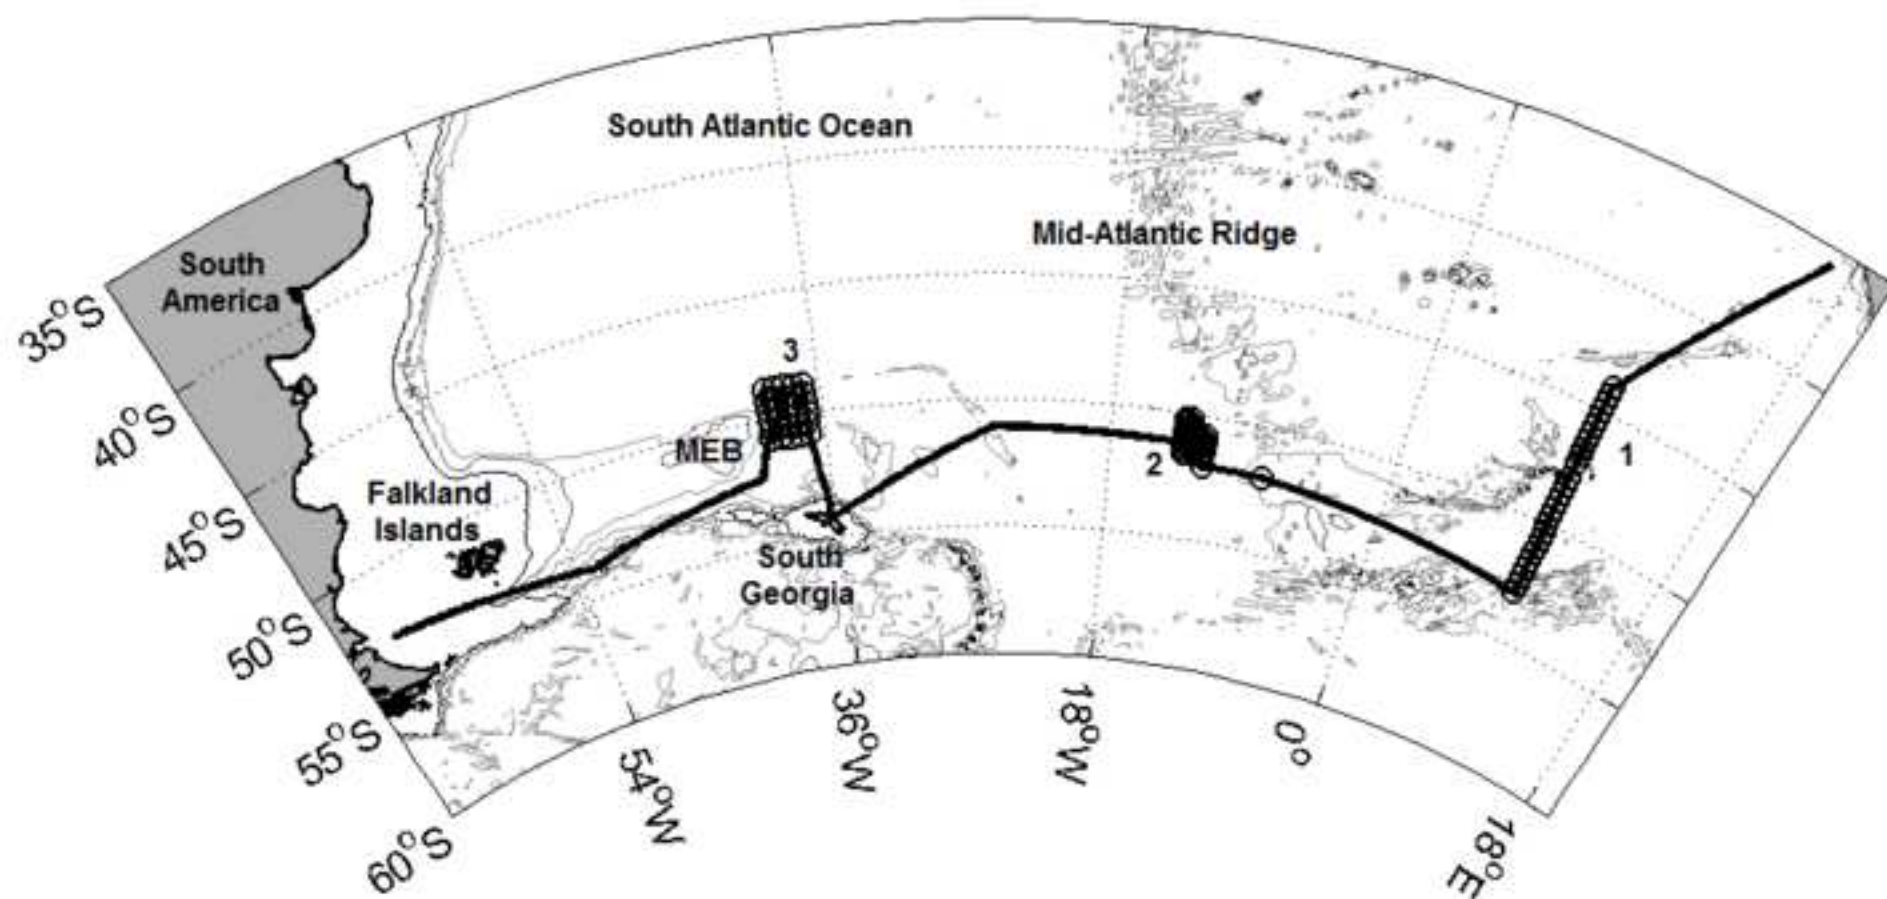 South Atlantic Ocean
Mid-Atlantic Ridge
South
America
35°S
40°S
45°S
50°S
55°S
60°S
3
MEB
2
1
Falkland
Islands
South
Georgia
54°W
36°W
18°W
0°
18°E